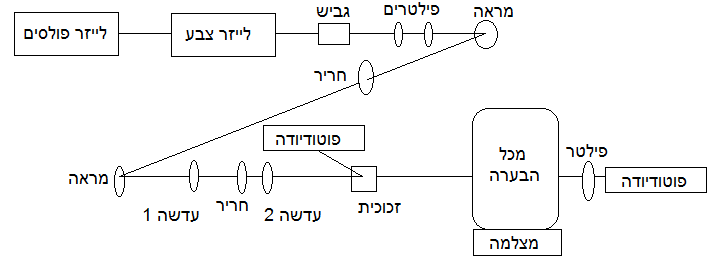 לייזר פולסים
לייזר צבע
גביש
פילטרים
מראה
חריר
פוטודיודה
מראה
עדשה 1
חריר
עדשה 2
זכוכית
מכל
הבערה
מצלמה
פילטר
פוטודיודה